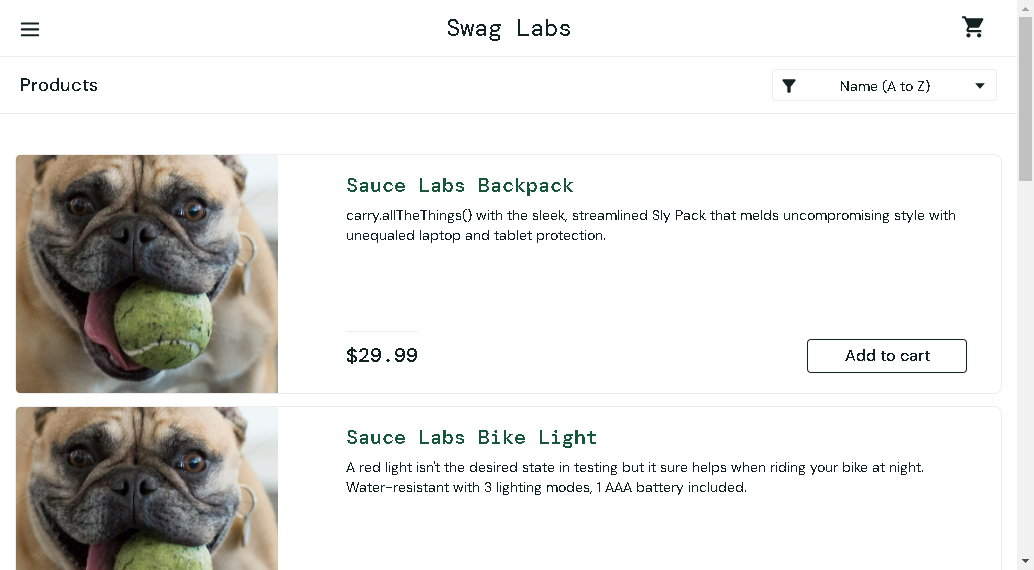 Swag Labs
Products
Name (A to Z)
Sauce Labs Backpack
carry.allTheThings() with the sleek, streamlined Sly Pack that melds uncompromising style with
unequaled laptop and tablet protection.
$29.99
Add to cart
Sauce Labs Bike Light
A red light isn't the desired state in testing but it sure helps when riding your bike at night.
Water-resistant with 3 lighting modes, 1 AAA battery included.